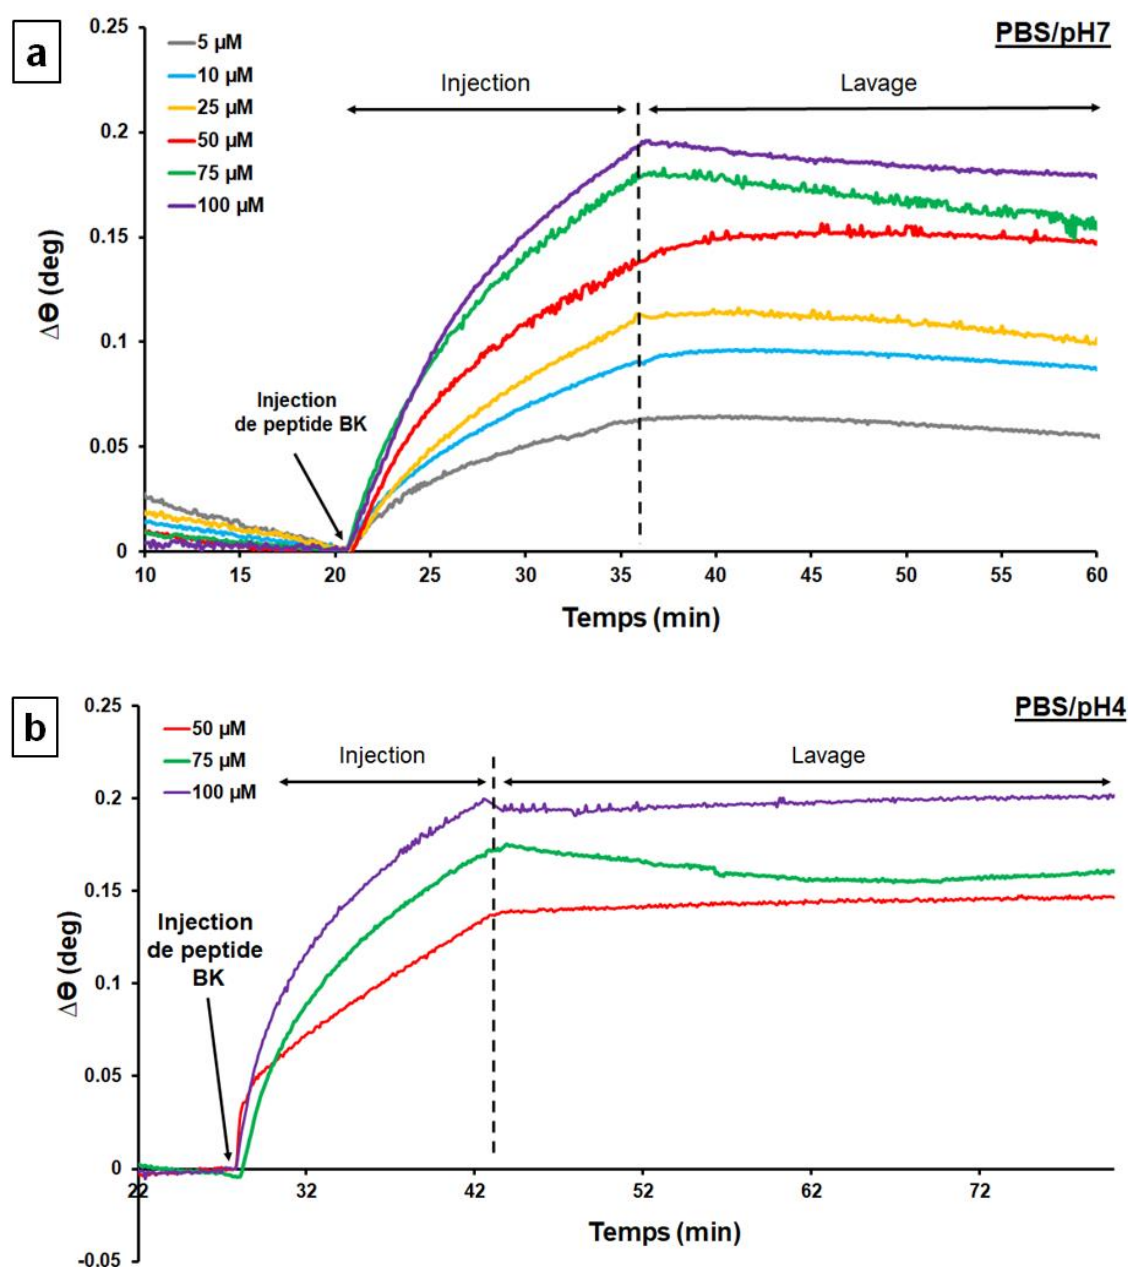 a
PBS/pH7
0.25
5 µM
10 µM
25 µM
50 µM
75 µM
100 µM
Injection
Lavage
0.2
0.15
0.1
0.05
0
ΔΘ (deg)
Injection
de peptide BK
10 15 20 25 30 35 40 45 50 55 60
Temps (min)
b
PBS/pH4
0.25
50 µM
75 µM
100 µM
Injection
Lavage
0.2
0.15
0.1
0.05
0
-0.05
ΔΘ (deg)
Injection
de peptide
BK
22 32 42 52 62 72
Temps (min)